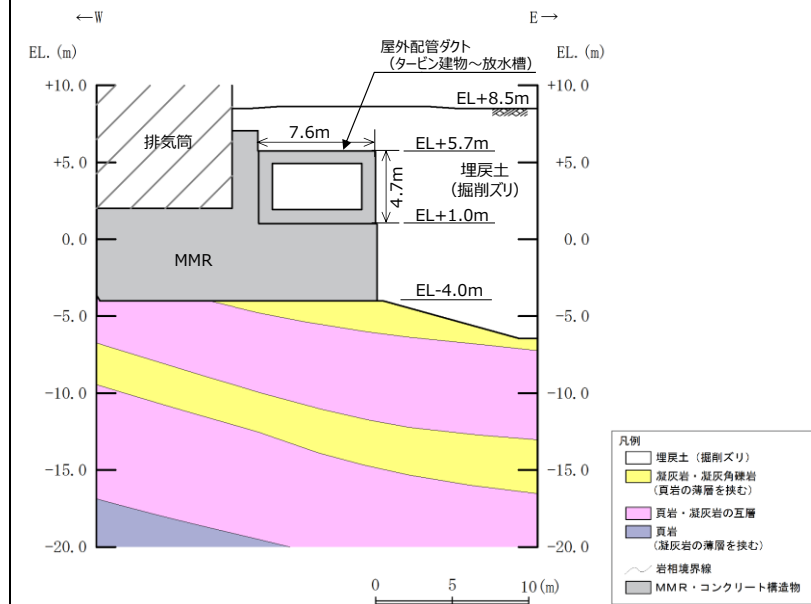 ←W
E→
EL. (m)
EL. (m)
屋外配管ダクト
（タービン建物～放水槽）
+10.0
+10.0
EL+8.5m
排気筒
7.6m
EL+5.7m
+5.0
+5.0
埋戻土
（掘削ズリ）
4.7m
EL+1.0m
0.0
0.0
MMR
EL-4.0m
-5.0
-5.0
-10.0
-10.0
-15.0
-15.0
-20.0
-20.0
凡例
埋戻土（掘削ズリ）
凝灰岩・凝灰角礫岩
（頁岩の薄層を挟む）
頁岩・凝灰岩の互層
頁岩
（凝灰岩の薄層を挟む）
岩相境界線
MMR・コンクリート構造物
0 5 10(m)